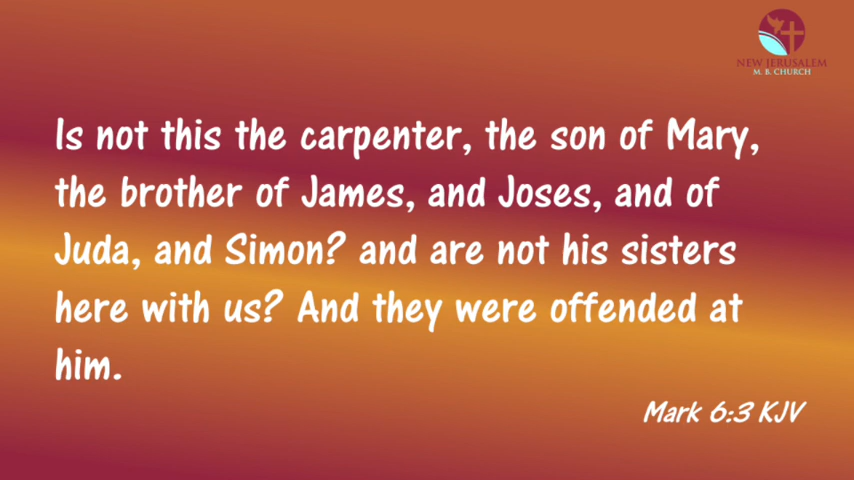 NEW JERUSALEM
M. B. CHURCH
Is not this the carpenter, the son of Mary,
the brother of James, and Joses, and of
Juda, and Simon? and are not his sisters
here with us? And they were offended at
him.
Mark 6:3 KJV